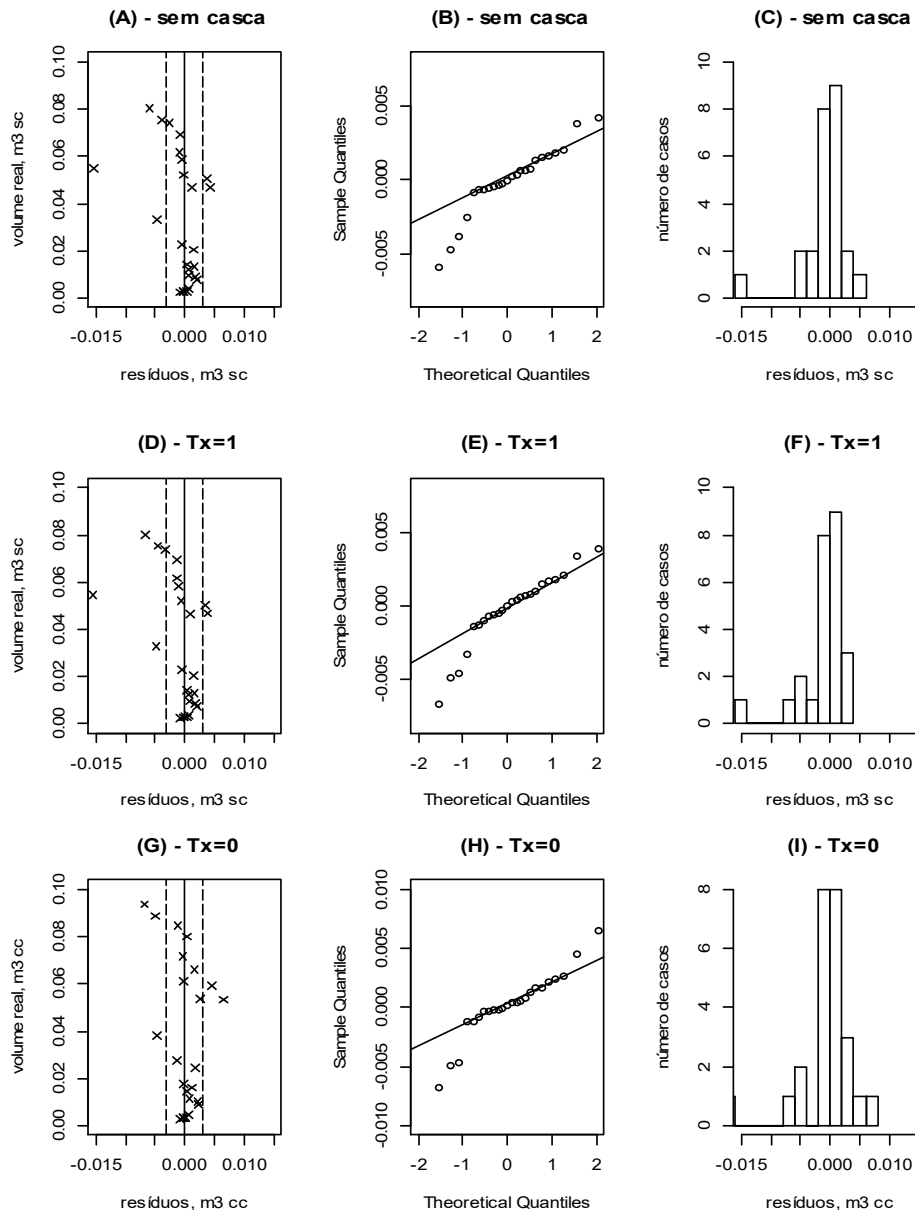 (A) - sem casca
(B) - sem casca
(C) - sem casca
volume real, m3 sc
0.00 0.02 0.04 0.06 0.08 0.10
-0.015 0.000 0.010
resíduos, m3 sc
Sample Quantiles
-0.005 0.000 0.005
-2 -1 0 1 2
Theoretical Quantiles
número de casos
0 2 4 6 8 10
-0.015 0.000 0.010
resíduos, m3 sc
(D) - Tx=1
(E) - Tx=1
(F) - Tx=1
volume real, m3 sc
0.00 0.02 0.04 0.06 0.08 0.10
-0.015 0.000 0.010
resíduos, m3 sc
Sample Quantiles
-0.005 0.000 0.005
-2 -1 0 1 2
Theoretical Quantiles
número de casos
0 2 4 6 8 10
-0.015 0.000 0.010
resíduos, m3 sc
(G) - Tx=0
(H) - Tx=0
(I) - Tx=0
volume real, m3 cc
0.00 0.02 0.04 0.06 0.08 0.10
-0.015 0.000 0.010
resíduos, m3 cc
Sample Quantiles
-0.010 -0.005 0.000 0.005 0.010
-2 -1 0 1 2
Theoretical Quantiles
número de casos
0 2 4 6 8
-0.015 0.000 0.010
resíduos, m3 cc